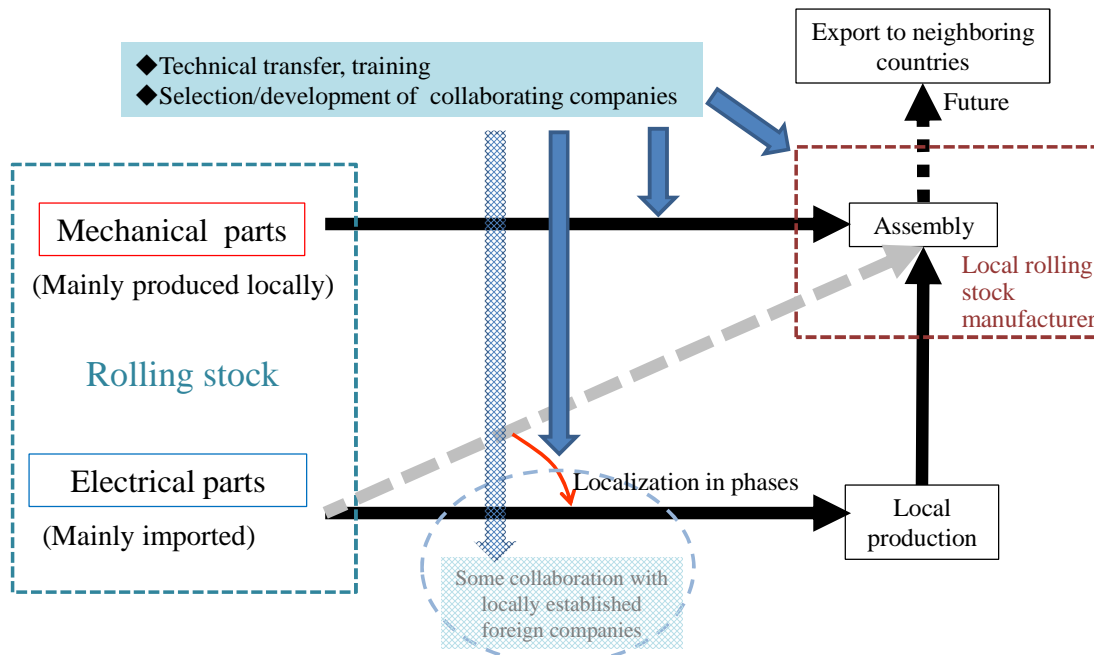 ◆Technical transfer, training
◆Selection/development of collaborating companies
Export to neighboring
countries
Future
Mechanical parts
(Mainly produced locally)
Assembly
Local rolling
stock
manufacturer
Rolling stock
Electrical parts
(Mainly imported)
Localization in phases
Local
production
Some collaboration with
locally established
foreign companies